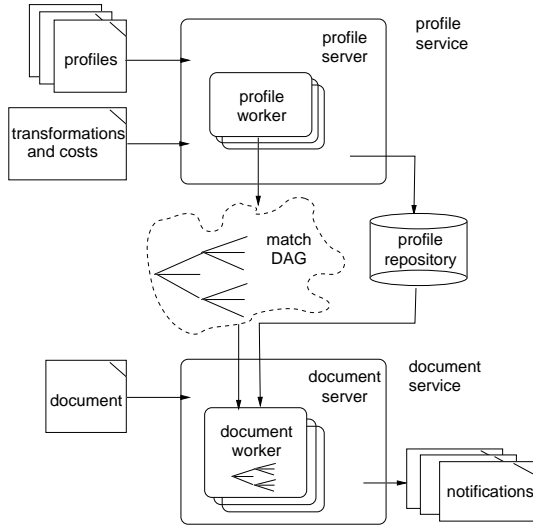 profiles
profile
server
profile
service
profile
worker
transformations
and costs
match
DAG
profile
repository
document
document
server
document
service
document
worker
notifications